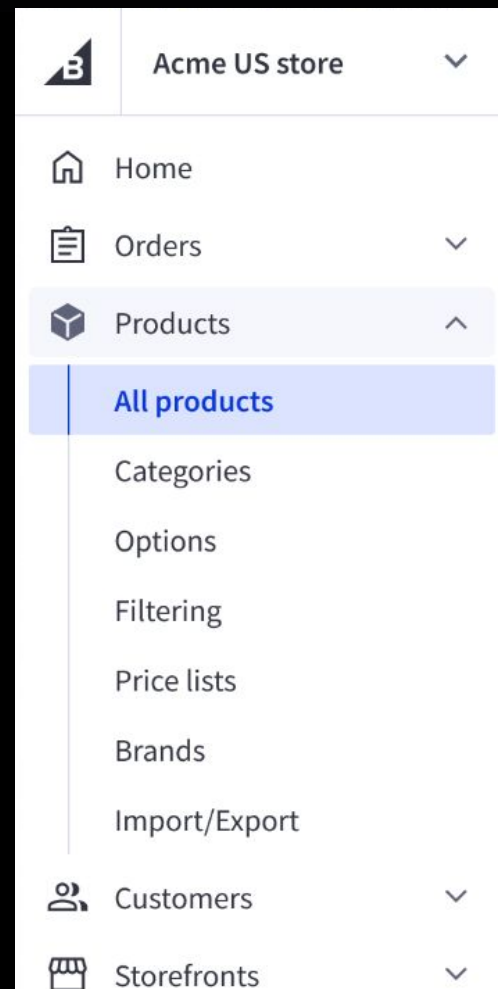 B
Acme US store
Home
Orders
Products
All products
Categories
Options
Filtering
Price lists
Brands
Import/Export
Customers
Storefronts